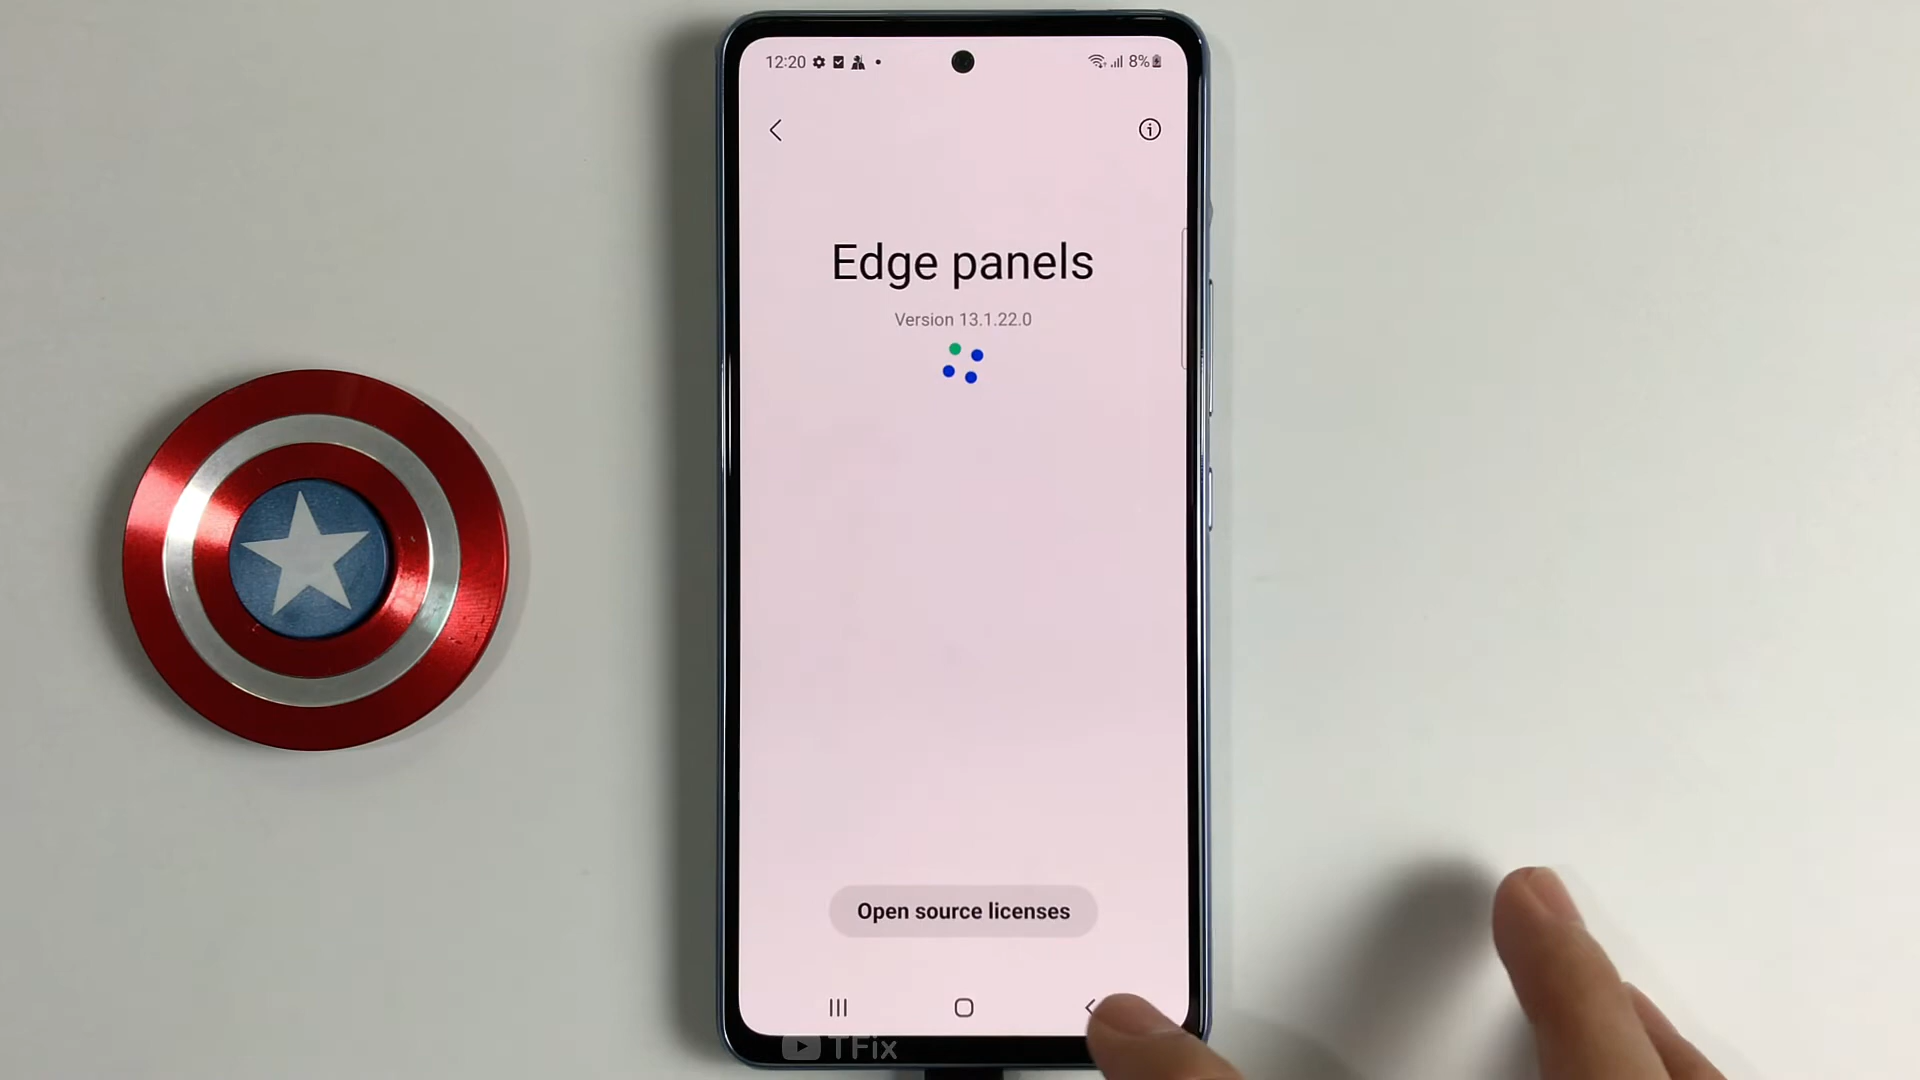 12:20
8%
Edge panels
Version 13.1.22.0
Open source licenses
TFix